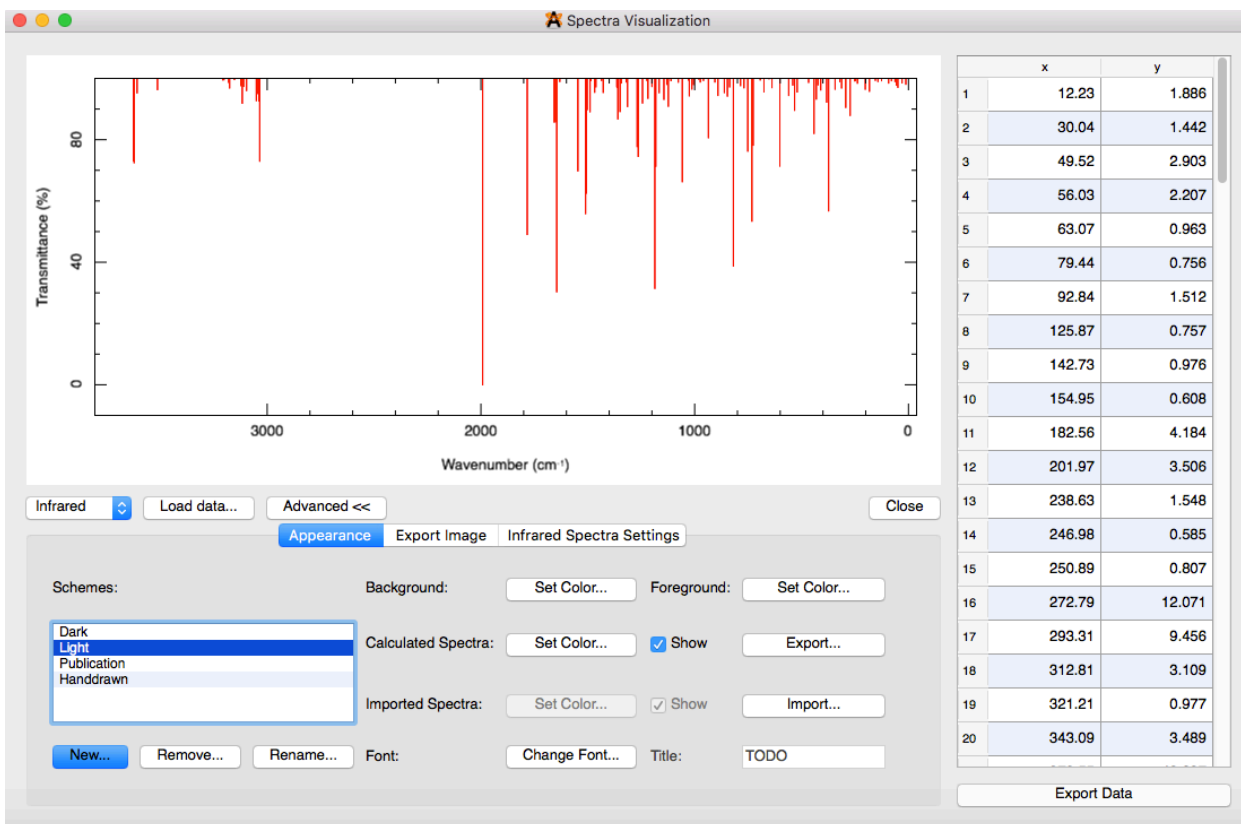 Spectra Visualization
Transmittance (%)
80
40
0
3000 2000 1000 0
Wavenumber (cm⁻¹)
x y
1 12.23 1.886
2 30.04 1.442
3 49.52 2.903
4 56.03 2.207
5 63.07 0.963
6 79.44 0.756
7 92.84 1.512
8 125.87 0.757
9 142.73 0.976
10 154.95 0.608
11 182.56 4.184
12 201.97 3.506
13 238.63 1.548
14 246.98 0.585
15 250.89 0.807
16 272.79 12.071
17 293.31 9.456
18 312.81 3.109
19 321.21 0.977
20 343.09 3.489
Export Data
Infrared Load data... Advanced << Close
Appearance Export Image Infrared Spectra Settings
Schemes: Background: Set Color... Foreground: Set Color...
Dark
Light
Publication
Handdrawn
Calculated Spectra: Set Color... Show Export...
Imported Spectra: Set Color... Show Import...
New... Remove... Rename... Font: Change Font... Title: TODO